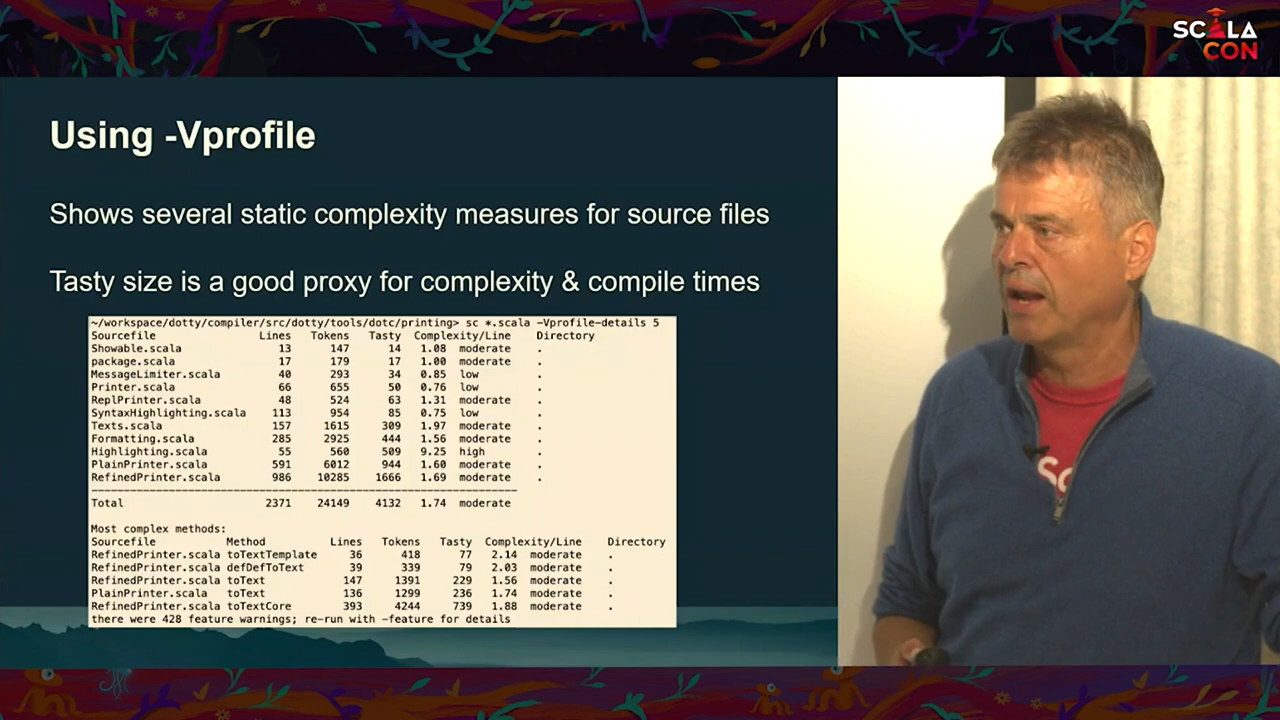 SCALA
CON
Using -Vprofile
Shows several static complexity measures for source files
Tasty size is a good proxy for complexity & compile times
~/workspace/dotty/compiler/src/dotty/tools/dotc/printing> sc *.scala -Vprofile-details 5
Sourcefile Lines Tokens Tasty Complexity/Line Directory
Showable.scala 13 147 14 1.08 moderate .
package.scala 17 179 17 1.00 moderate .
MessageLimiter.scala 40 293 34 0.85 low .
Printer.scala 66 655 50 0.76 low .
ReplPrinter.scala 48 524 63 1.31 moderate .
SyntaxHighlighting.scala 113 954 85 0.75 low .
Texts.scala 157 1615 309 1.97 moderate .
Formatting.scala 285 2925 444 1.56 moderate .
Highlighting.scala 55 560 509 9.25 high .
PlainPrinter.scala 591 6012 944 1.60 moderate .
RefinedPrinter.scala 986 10285 1666 1.69 moderate .
Total 2371 24149 4132 1.74 moderate
Most complex methods:
Sourcefile Method Lines Tokens Tasty Complexity/Line Directory
RefinedPrinter.scala toTextTemplate 36 418 77 2.14 moderate .
RefinedPrinter.scala defDefToText 39 339 79 2.03 moderate .
RefinedPrinter.scala toText 147 1391 229 1.56 moderate .
PlainPrinter.scala toText 136 1299 236 1.74 moderate .
RefinedPrinter.scala toTextCore 393 4244 739 1.88 moderate .
there were 428 feature warnings; re-run with -feature for details